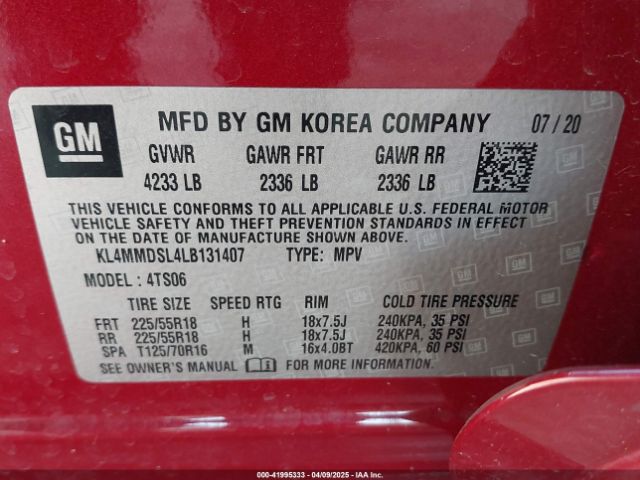 GM
MFD BY GM KOREA COMPANY 07/20
GVWR GAWR FRT GAWR RR
4233 LB 2336 LB 2336 LB
THIS VEHICLE CONFORMS TO ALL APPLICABLE U.S. FEDERAL MOTOR
VEHICLE SAFETY AND THEFT PREVENTION STANDARDS IN EFFECT
ON THE DATE OF MANUFACTURE SHOWN ABOVE.
KL4MMDSL4LB131407 TYPE: MPV
MODEL: 4TS06
TIRE SIZE SPEED RTG RIM COLD TIRE PRESSURE
FRT 225/55R18 H 18x7.5J 240KPA, 35 PSI
RR 225/55R18 H 18x7.5J 240KPA, 35 PSI
SPA T125/70R16 M 16x4.0BT 420KPA, 60 PSI
SEE OWNER'S MANUAL i FOR MORE INFORMATION.
000-41995333 - 04/09/2025 - IAA Inc.